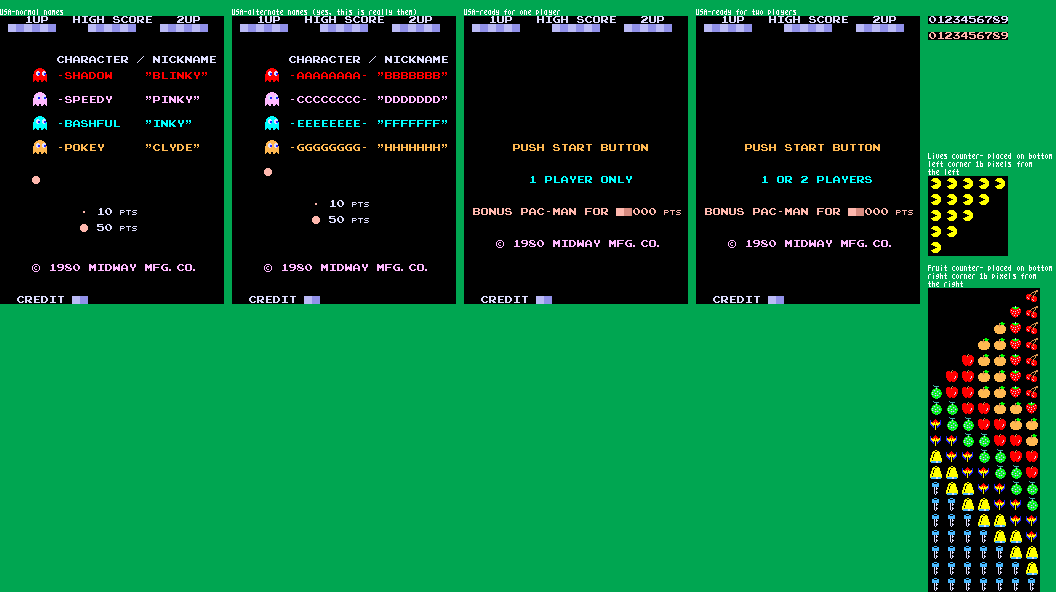 USA-normal names
1UP HIGH SCORE 2UP
CHARACTER / NICKNAME
-SHADOW "BLINKY"
-SPEEDY "PINKY"
-BASHFUL "INKY"
-POKEY "CLYDE"
10 PTS
50 PTS
© 1980 MIDWAY MFG.CO.
CREDIT
USA-alternate names (yes, this is really them)
1UP HIGH SCORE 2UP
CHARACTER / NICKNAME
-AAAAAAAA- "BBBBBBB"
-CCCCCCCC- "DDDDDDD"
-EEEEEEEE- "FFFFFFF"
-GGGGGGGG- "HHHHHHH"
10 PTS
50 PTS
© 1980 MIDWAY MFG.CO.
CREDIT
USA-ready for one player
1UP HIGH SCORE 2UP
PUSH START BUTTON
1 PLAYER ONLY
BONUS PAC-MAN FOR 000 PTS
© 1980 MIDWAY MFG.CO.
CREDIT
USA-ready for two players
1UP HIGH SCORE 2UP
PUSH START BUTTON
1 OR 2 PLAYERS
BONUS PAC-MAN FOR 000 PTS
© 1980 MIDWAY MFG.CO.
CREDIT
0123456789
0123456789
Lives counter- placed on bottom
left corner 16 pixels from
the left
Fruit counter- placed on bottom
right corner 16 pixels from
the right